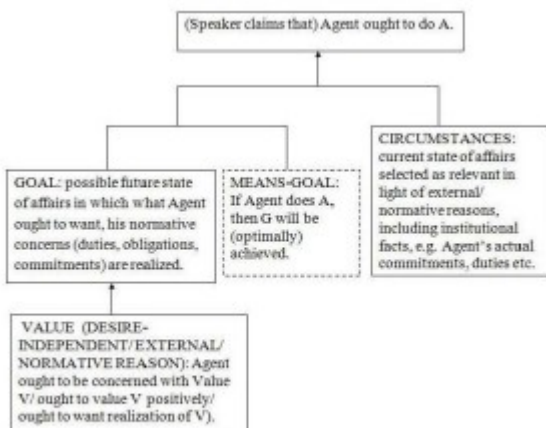 (Speaker claims that) Agent ought to do A.
GOAL: possible future state
of affairs in which what Agent
ought to want, his normative
concerns (duties, obligations,
commitments) are realized.
MEANS-GOAL:
If Agent does A,
then G will be
(optimally)
achieved.
CIRCUMSTANCES:
current state of affairs
selected as relevant in
light of external/
normative reasons,
including institutional
facts, e.g. Agent's actual
commitments, duties etc.
VALUE (DESIRE-
INDEPENDENT/ EXTERNAL/
NORMATIVE REASON): Agent
ought to be concerned with Value
V/ ought to value V positively/
ought to want realization of V).